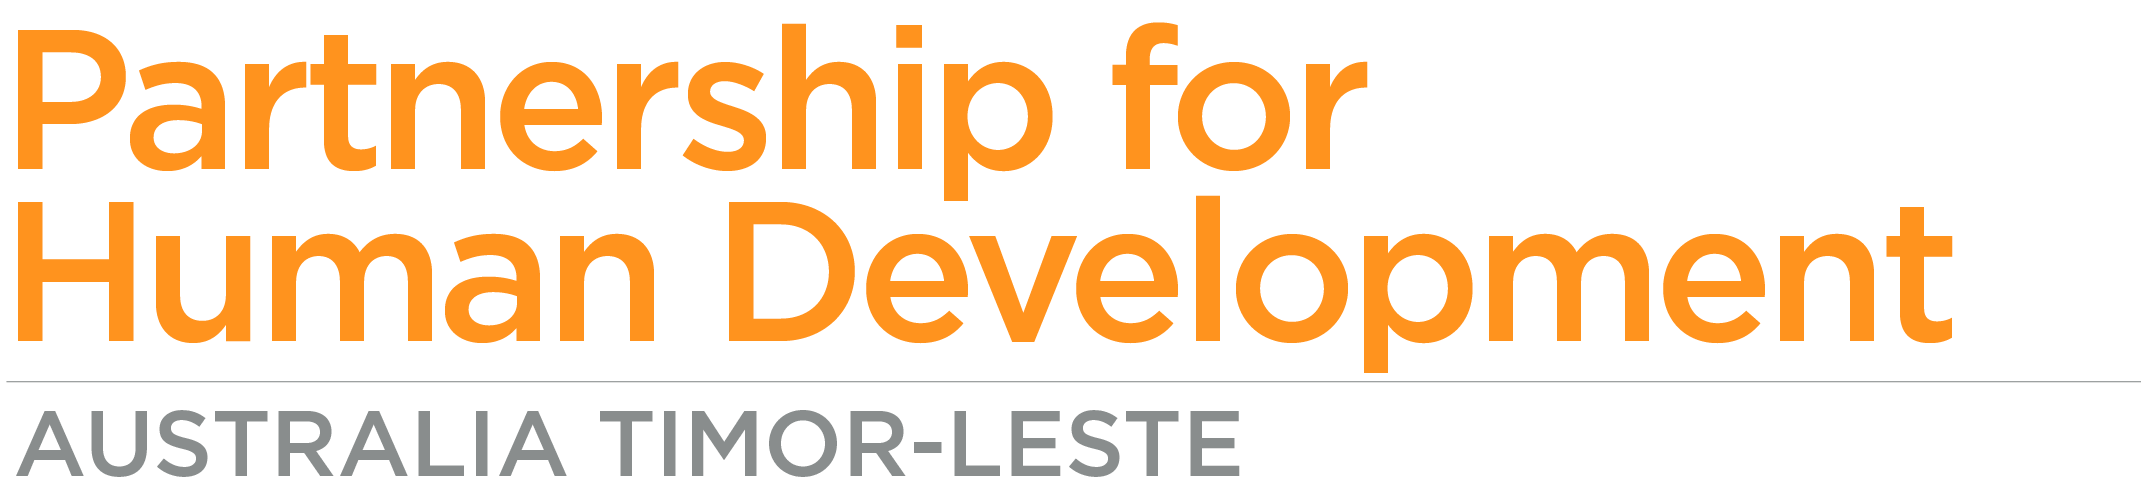 Partnership for
Human Development
AUSTRALIA TIMOR-LESTE